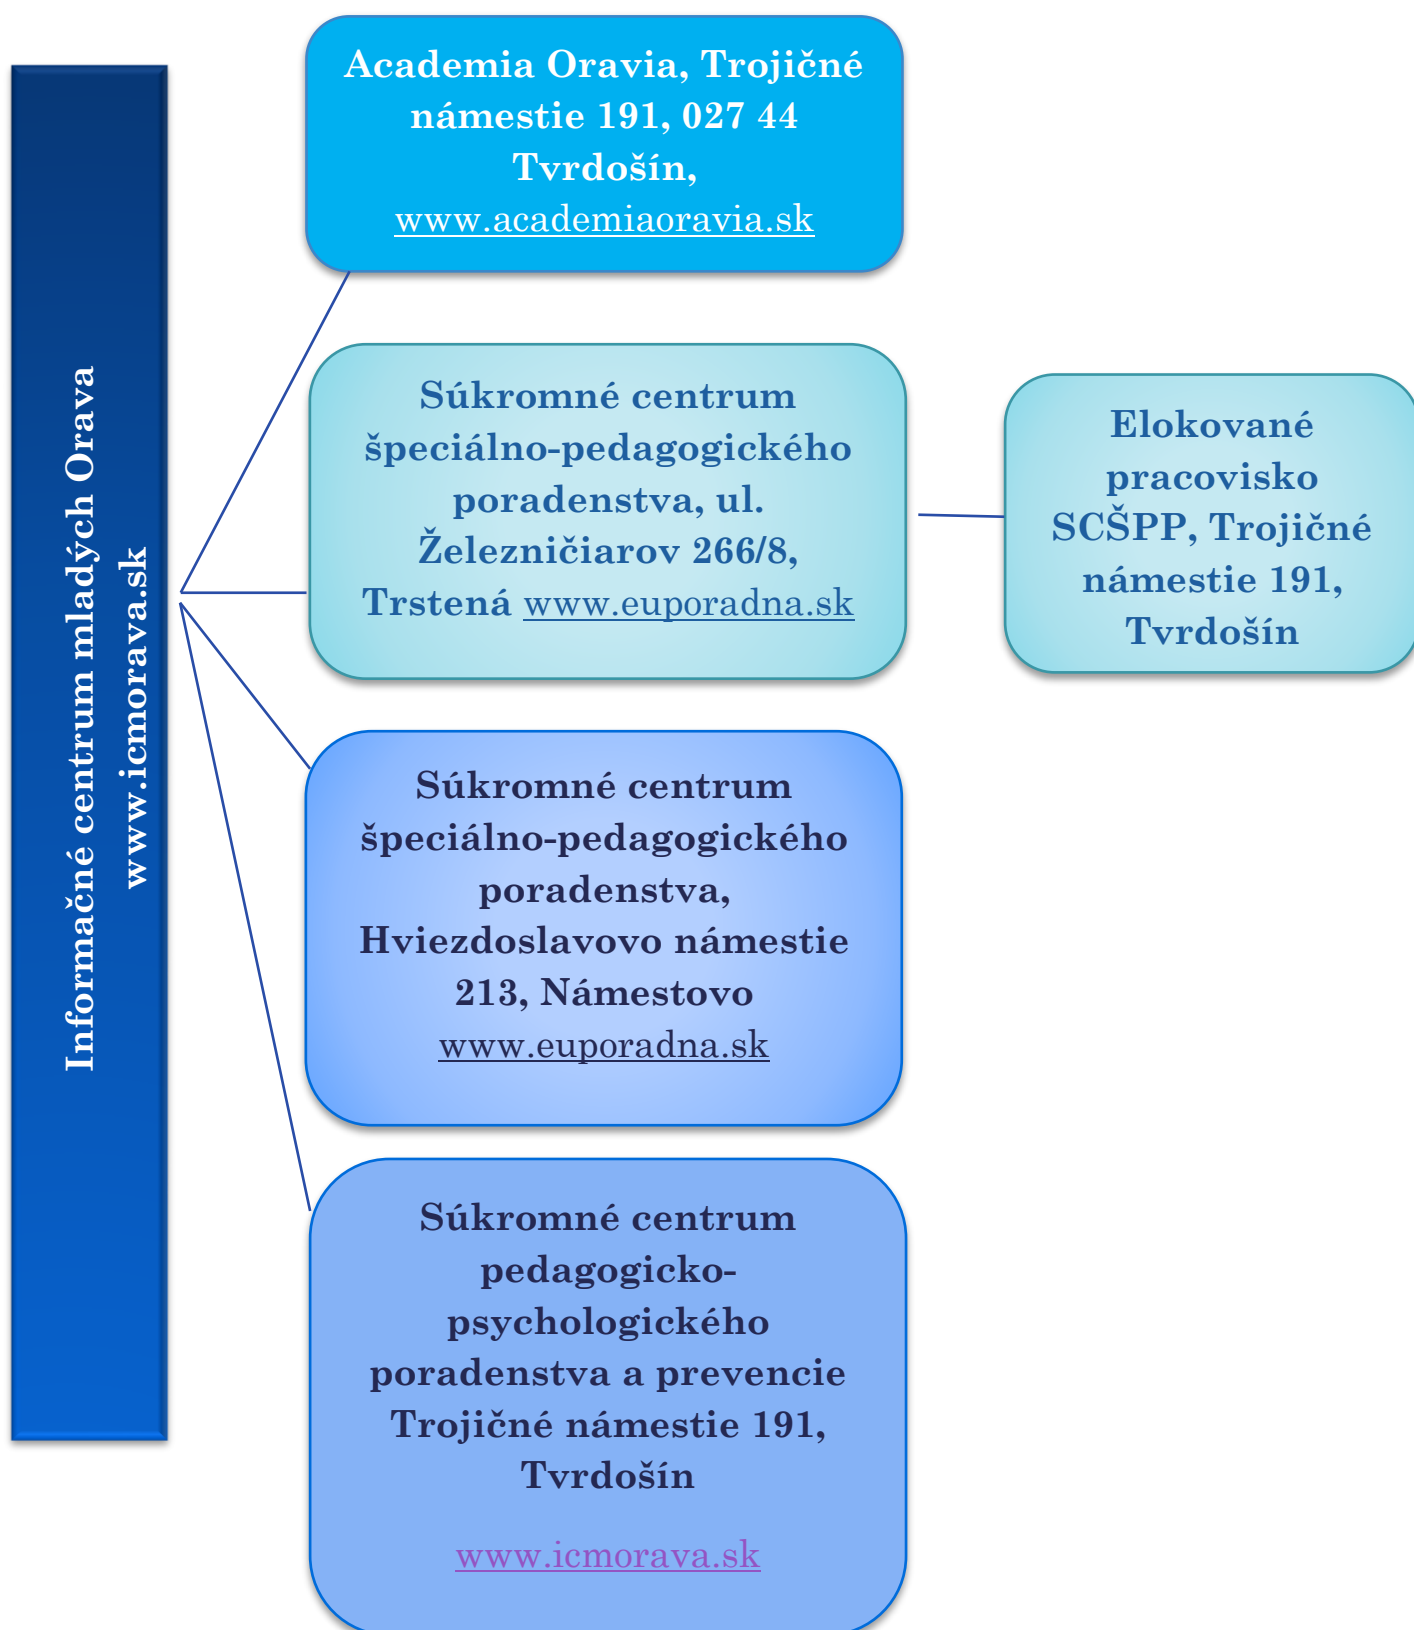 Informačné centrum mladých Orava
www.icmorava.sk
Academia Oravia, Trojičné
námestie 191, 027 44
Tvrdošín,
www.academiaoravia.sk
Súkromné centrum
špeciálno-pedagogického
poradenstva, ul.
Železničiarov 266/8,
Trstená www.euporadna.sk
Elokované
pracovisko
SCŠPP, Trojičné
námestie 191,
Tvrdošín
Súkromné centrum
špeciálno-pedagogického
poradenstva,
Hviezdoslavovo námestie
213, Námestovo
www.euporadna.sk
Súkromné centrum
pedagogicko-
psychologického
poradenstva a prevencie
Trojičné námestie 191,
Tvrdošín
www.icmorava.sk